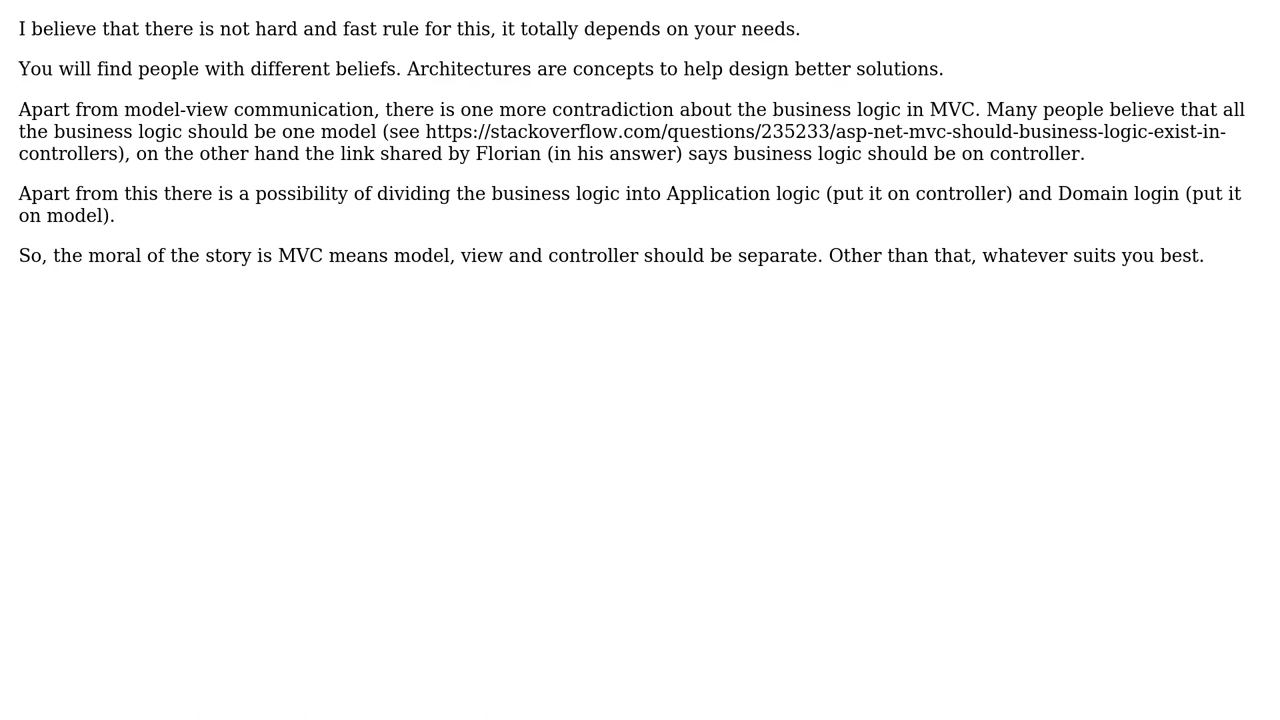 I believe that there is not hard and fast rule for this, it totally depends on your needs.
You will find people with different beliefs. Architectures are concepts to help design better solutions.
Apart from model-view communication, there is one more contradiction about the business logic in MVC. Many people believe that all
the business logic should be one model (see https://stackoverflow.com/questions/235233/asp-net-mvc-should-business-logic-exist-in-
controllers), on the other hand the link shared by Florian (in his answer) says business logic should be on controller.
Apart from this there is a possibility of dividing the business logic into Application logic (put it on controller) and Domain login (put it
on model).
So, the moral of the story is MVC means model, view and controller should be separate. Other than that, whatever suits you best.